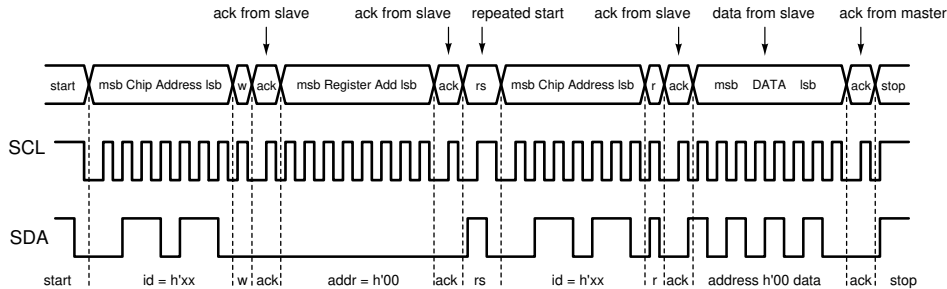 ack from slave ack from slave repeated start ack from slave data from slave ack from master
start msb Chip Address lsb w ack msb Register Add lsb ack rs msb Chip Address lsb r ack msb DATA lsb ack stop
SCL
SDA
start id = h'xx w ack addr = h'00 ack rs id = h'xx r ack address h'00 data ack stop